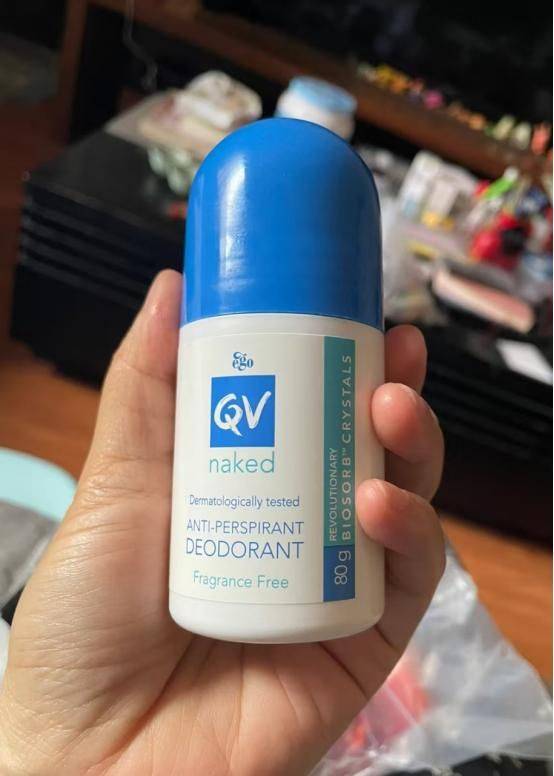 ego
QV
naked
Dermatologically tested
ANTI-PERSPIRANT
DEODORANT
Fragrance Free
REVOLUTIONARY
BIOSORB™ CRYSTALS
80 g